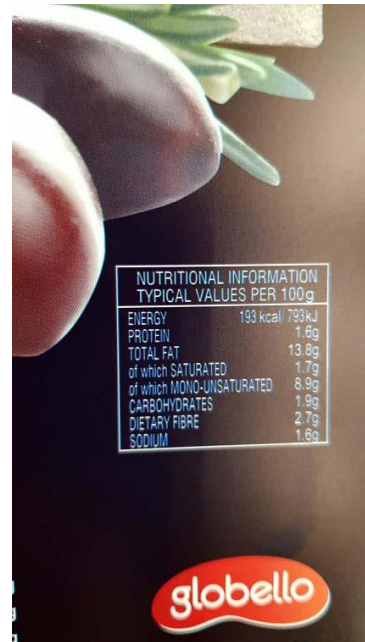 NUTRITIONAL INFORMATION
TYPICAL VALUES PER 100g
ENERGY 193 kcal/ 793kJ
PROTEIN 1.6g
TOTAL FAT 13.8g
of which SATURATED 1.7g
of which MONO-UNSATURATED 8.9g
CARBOHYDRATES 1.9g
DIETARY FIBRE 2.7g
SODIUM 1.6g
globello